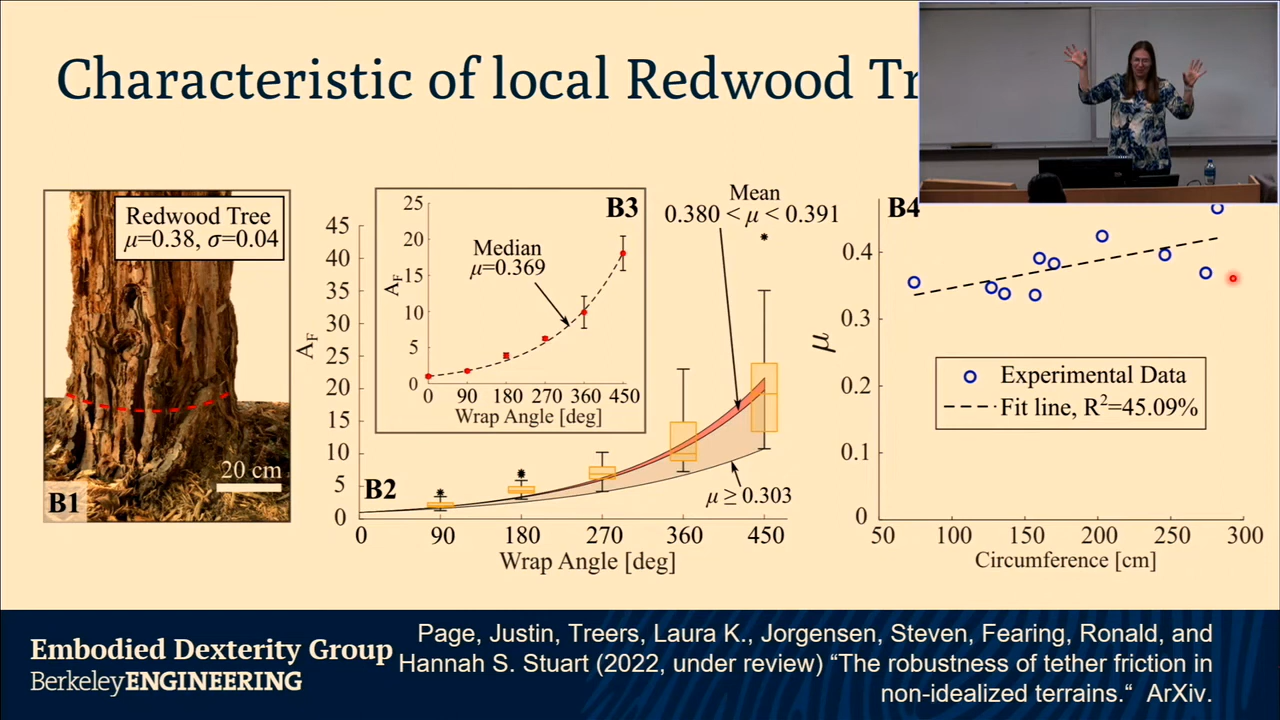 Characteristic of local Redwood Tr
Redwood Tree
μ=0.38, σ=0.04
20 cm
B1
B3
A_F
25
20
15
10
5
0
Median
μ=0.369
0 90 180 270 360 450
Wrap Angle [deg]
Mean
0.380 < μ < 0.391
A_F
45
40
35
30
25
20
15
10
5
0
B2
μ ≥ 0.303
0 90 180 270 360 450
Wrap Angle [deg]
B4
μ
0.4
0.3
0.2
0.1
0
Experimental Data
Fit line, R²=45.09%
50 100 150 200 250 300
Circumference [cm]
Embodied Dexterity Group
BerkeleyENGINEERING
Page, Justin, Treers, Laura K., Jorgensen, Steven, Fearing, Ronald, and
Hannah S. Stuart (2022, under review) “The robustness of tether friction in
non-idealized terrains.“ ArXiv.